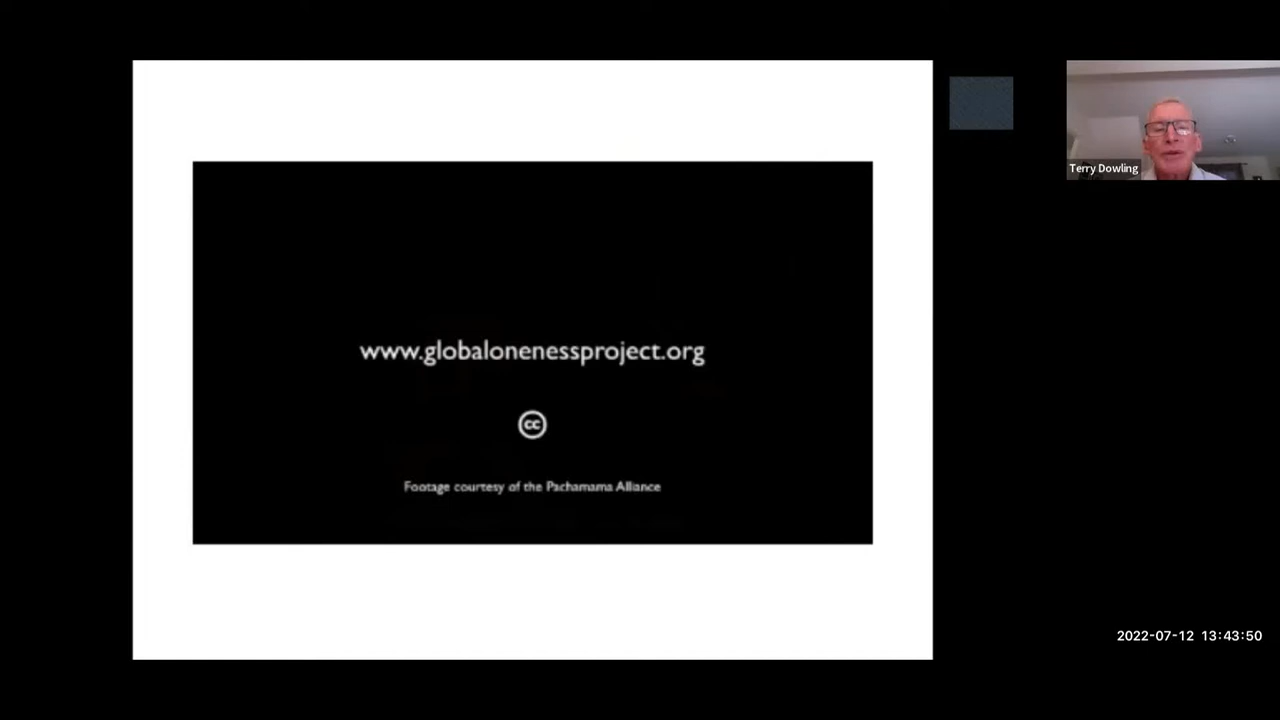 www.globalonenessproject.org
cc
Footage courtesy of the Pachamama Alliance
Terry Dowling
2022-07-12 13:43:50